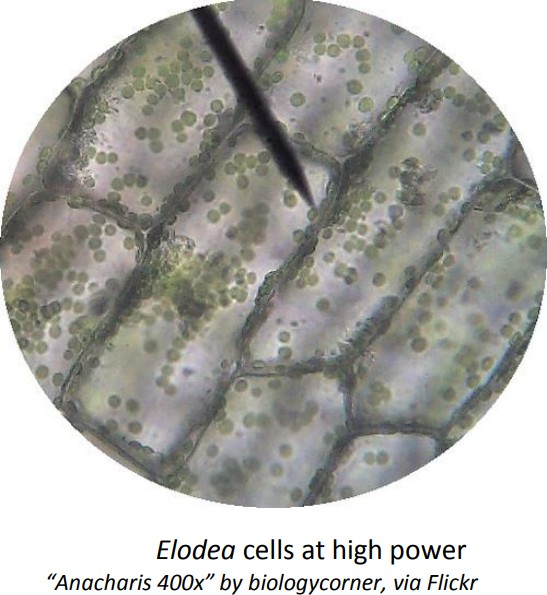 Elodea cells at high power
“Anacharis 400x” by biologycorner, via Flickr